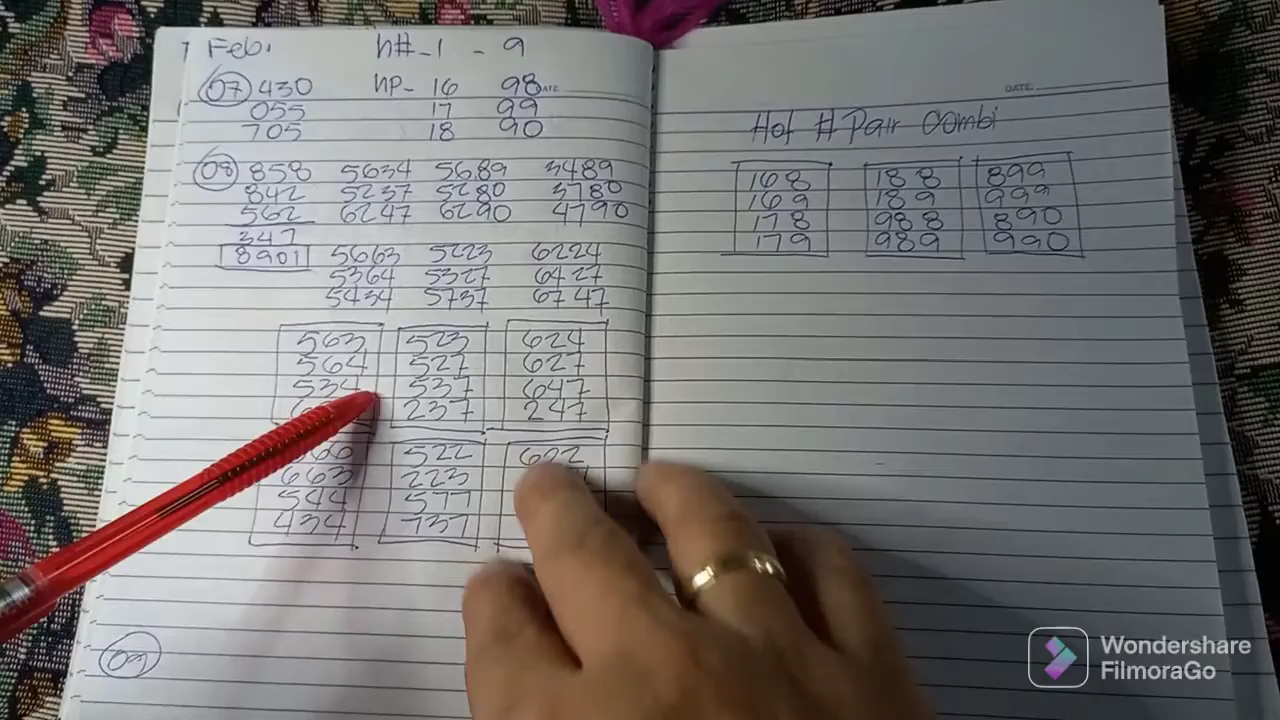 Feb. h# - 1 - 9
07 430 HP- 16 98 DATE
055 17 99
705 18 90
08 858 5634 5689 3489
842 5237 5280 3780
562 6247 6290 4790
347
8901 5663 5223 6224
5364 5327 6427
5434 5737 6747
563 523 624
564 527 627
534 537 647
237 247
522 622
663 223
544 577
434 737
09
DATE:
Hot # Pair Combi
168 188 899
169 189 999
178 988 890
179 989 990
Wondershare
FilmoraGo